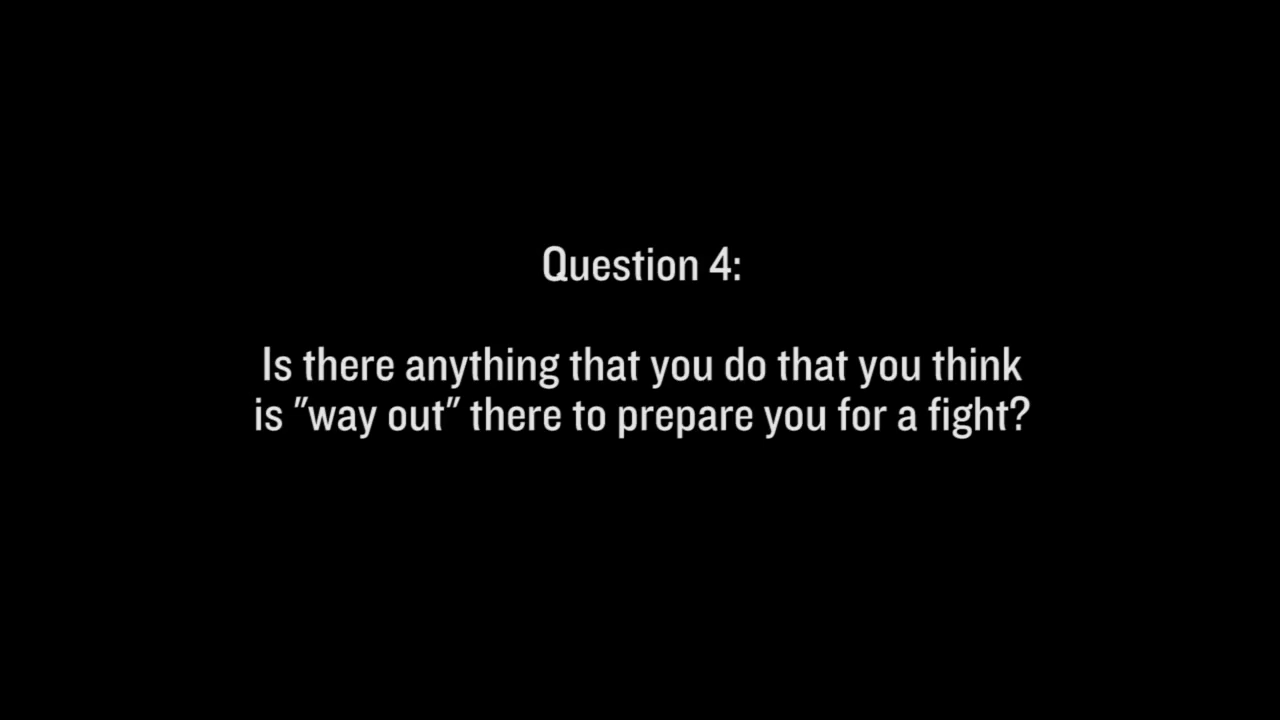 Question 4:
Is there anything that you do that you think
is "way out" there to prepare you for a fight?